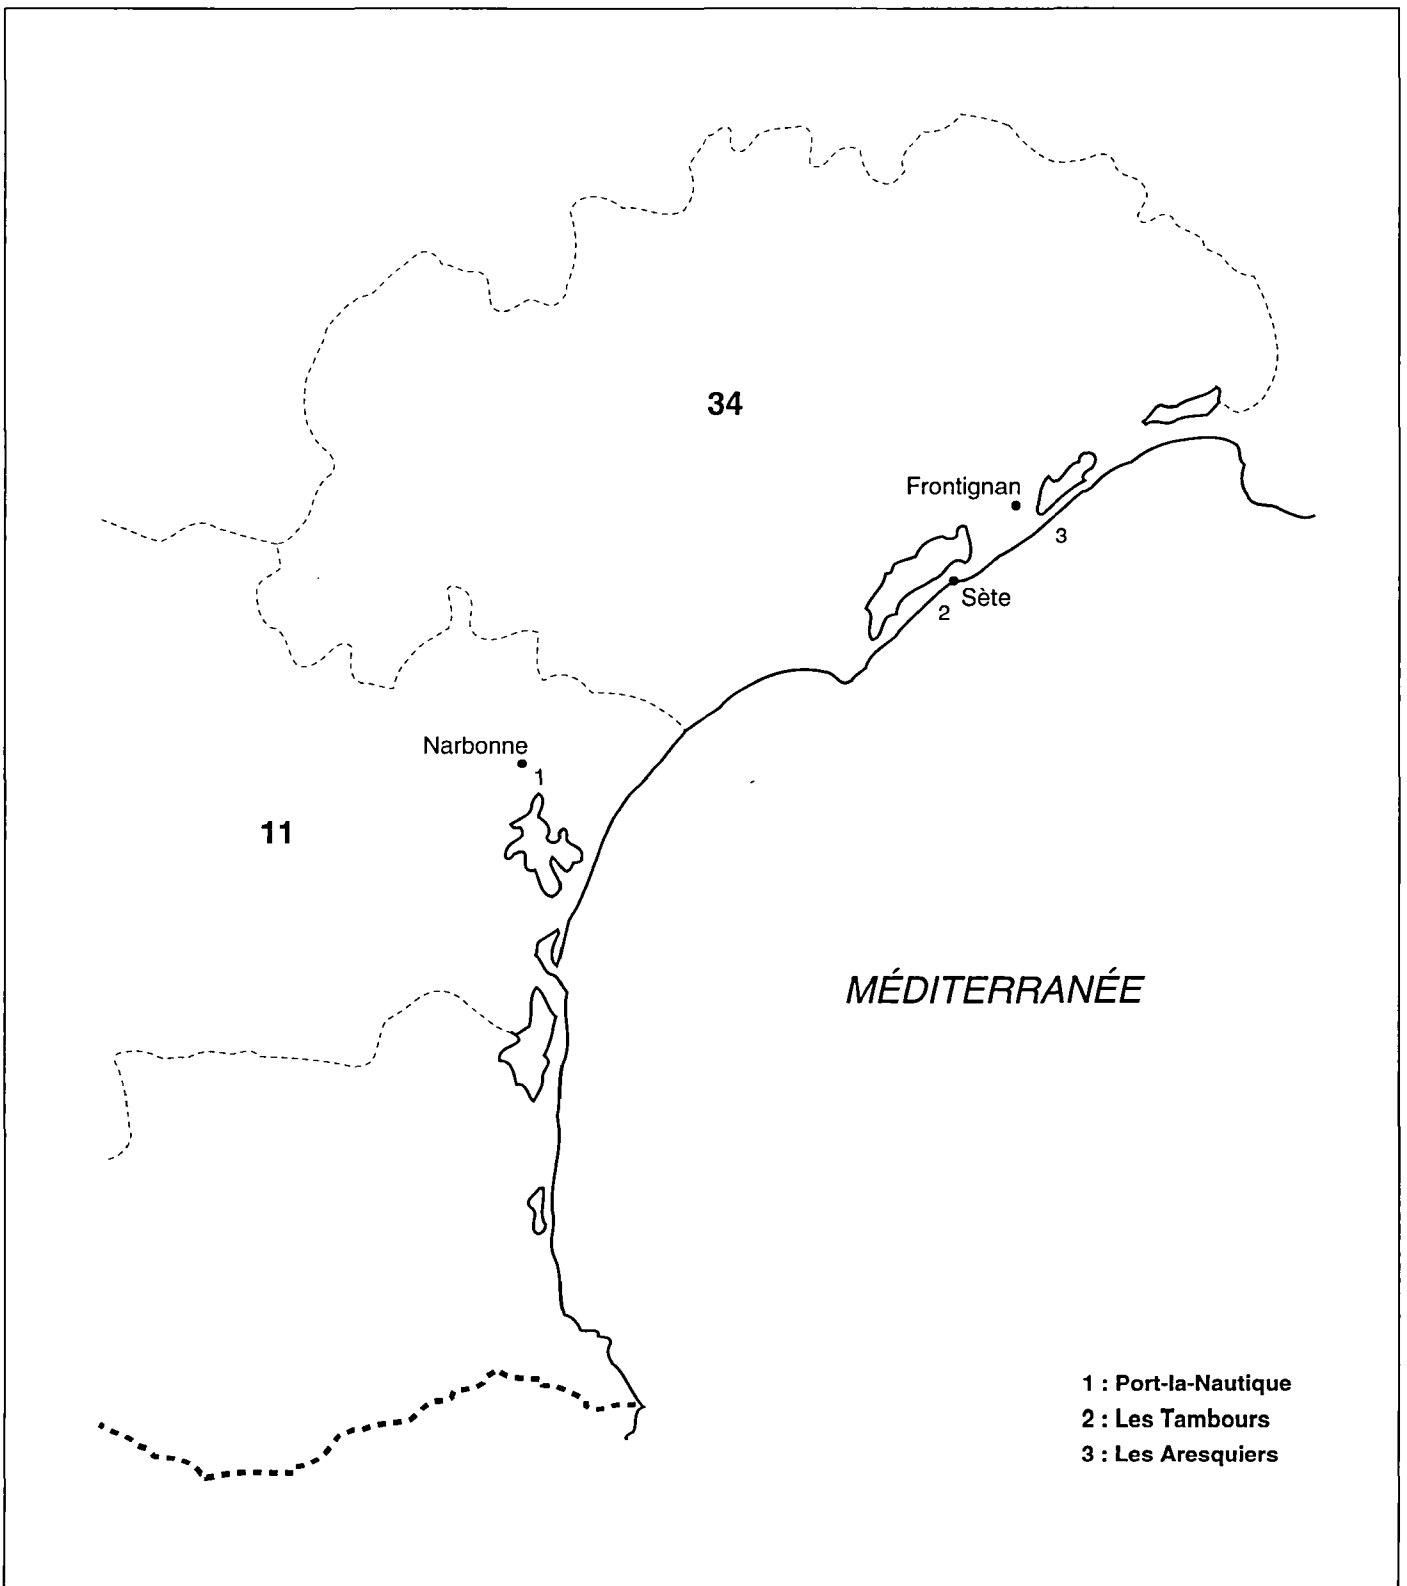 34
Frontignan
3
Sète
2
Narbonne
1
11
MÉDITERRANÉE
1 : Port-la-Nautique
2 : Les Tambours
3 : Les Aresquiers